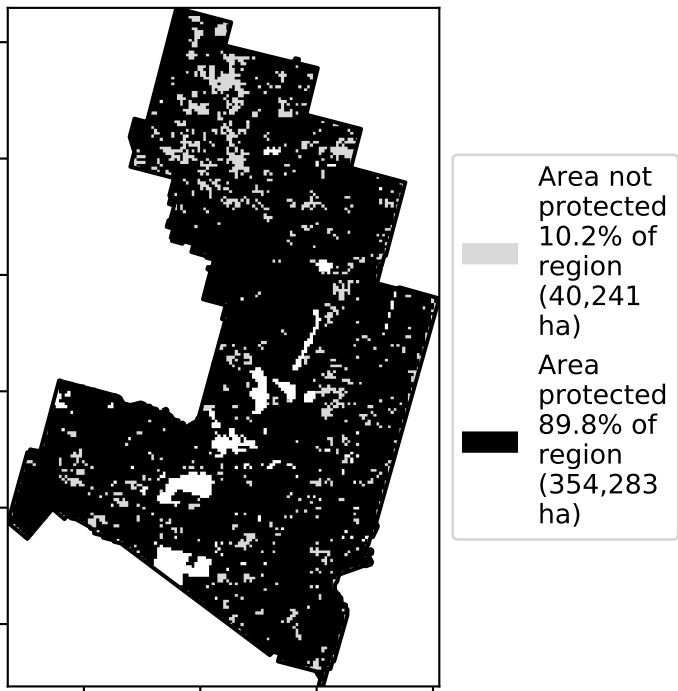 Area not
protected
10.2% of
region
(40,241
ha)
Area
protected
89.8% of
region
(354,283
ha)